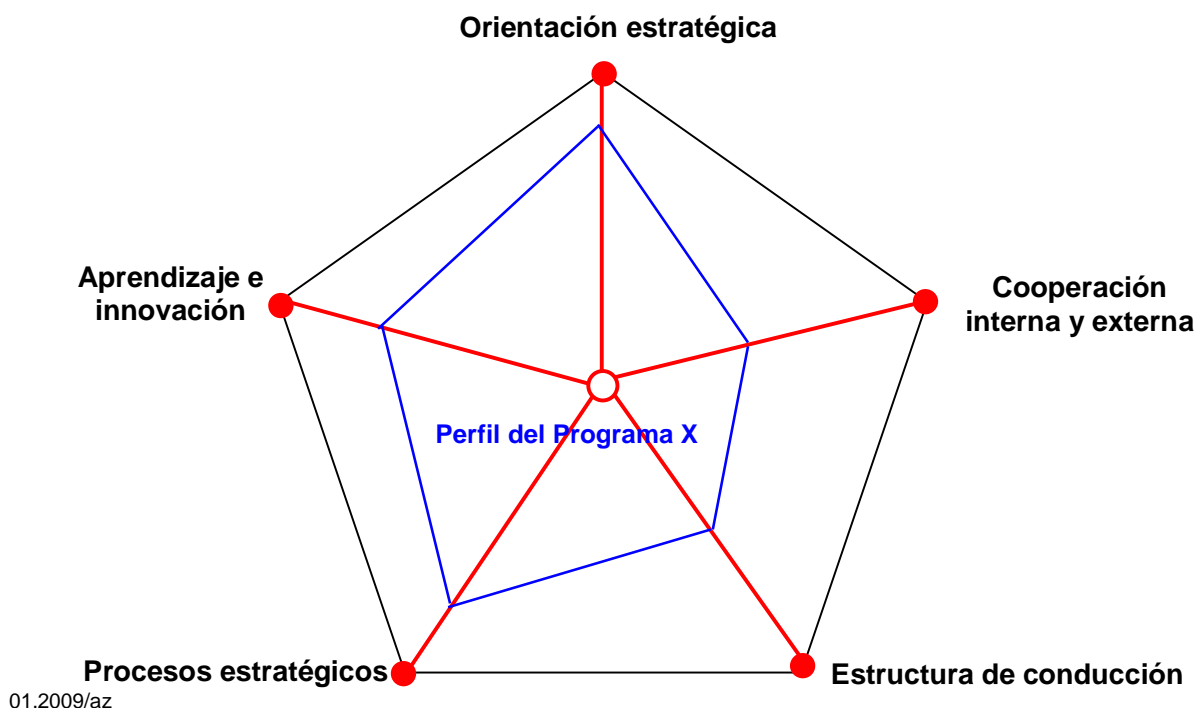 Orientación estratégica
Aprendizaje e
innovación
Cooperación
interna y externa
Perfil del Programa X
Procesos estratégicos
Estructura de conducción
01.2009/az